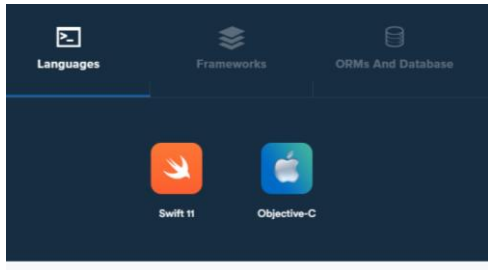 Languages
Frameworks
ORMs And Database
Swift 11
Objective-C